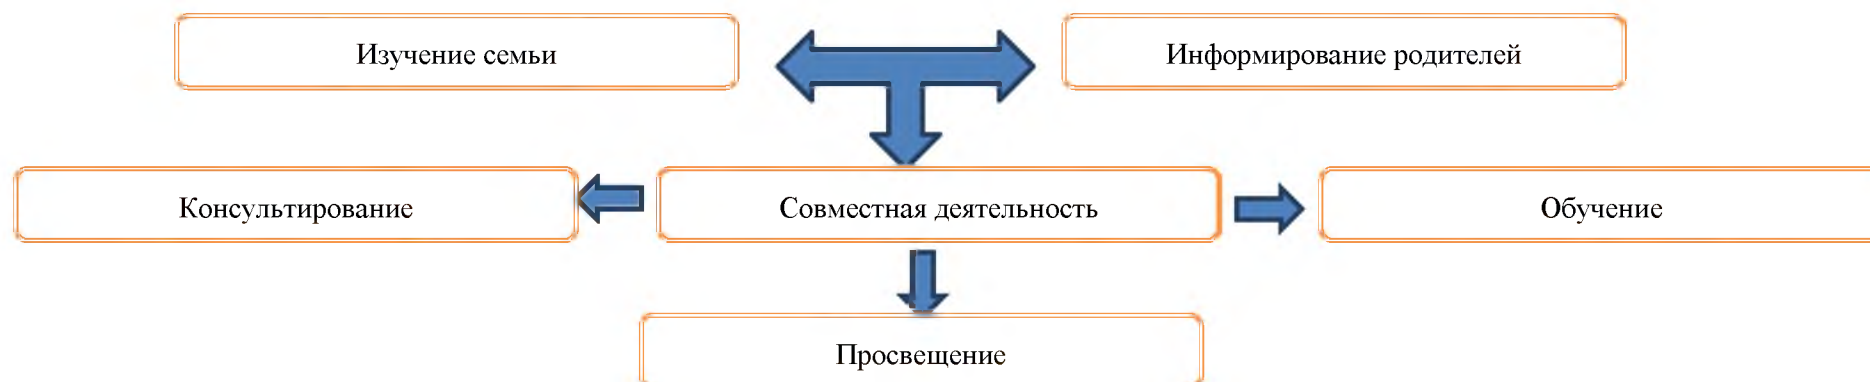 Изучение семьи
Информирование родителей
Консультирование
Совместная деятельность
Обучение
Просвещение